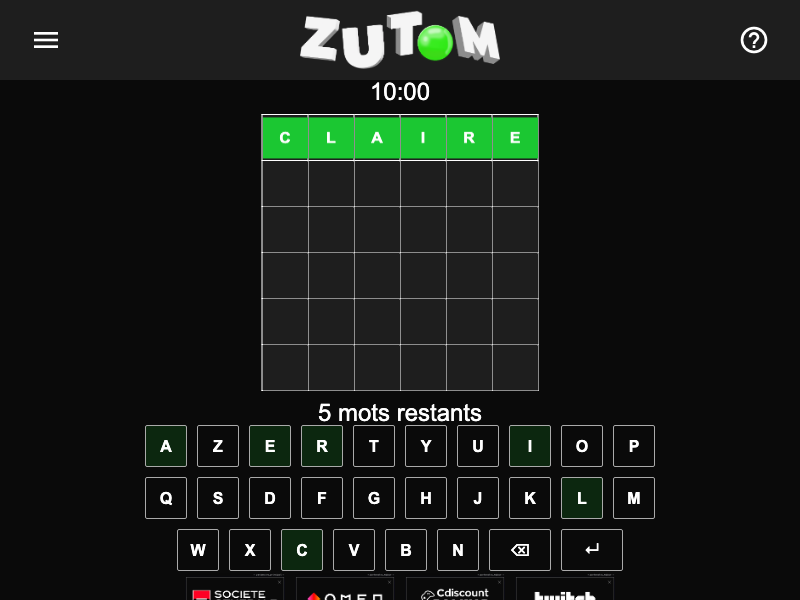 ZUTOM
10:00
C L A I R E
5 mots restants
A Z E R T Y U I O P
Q S D F G H J K L M
W X C V B N
SOCIETE
OMEN
Cdiscount
twitch